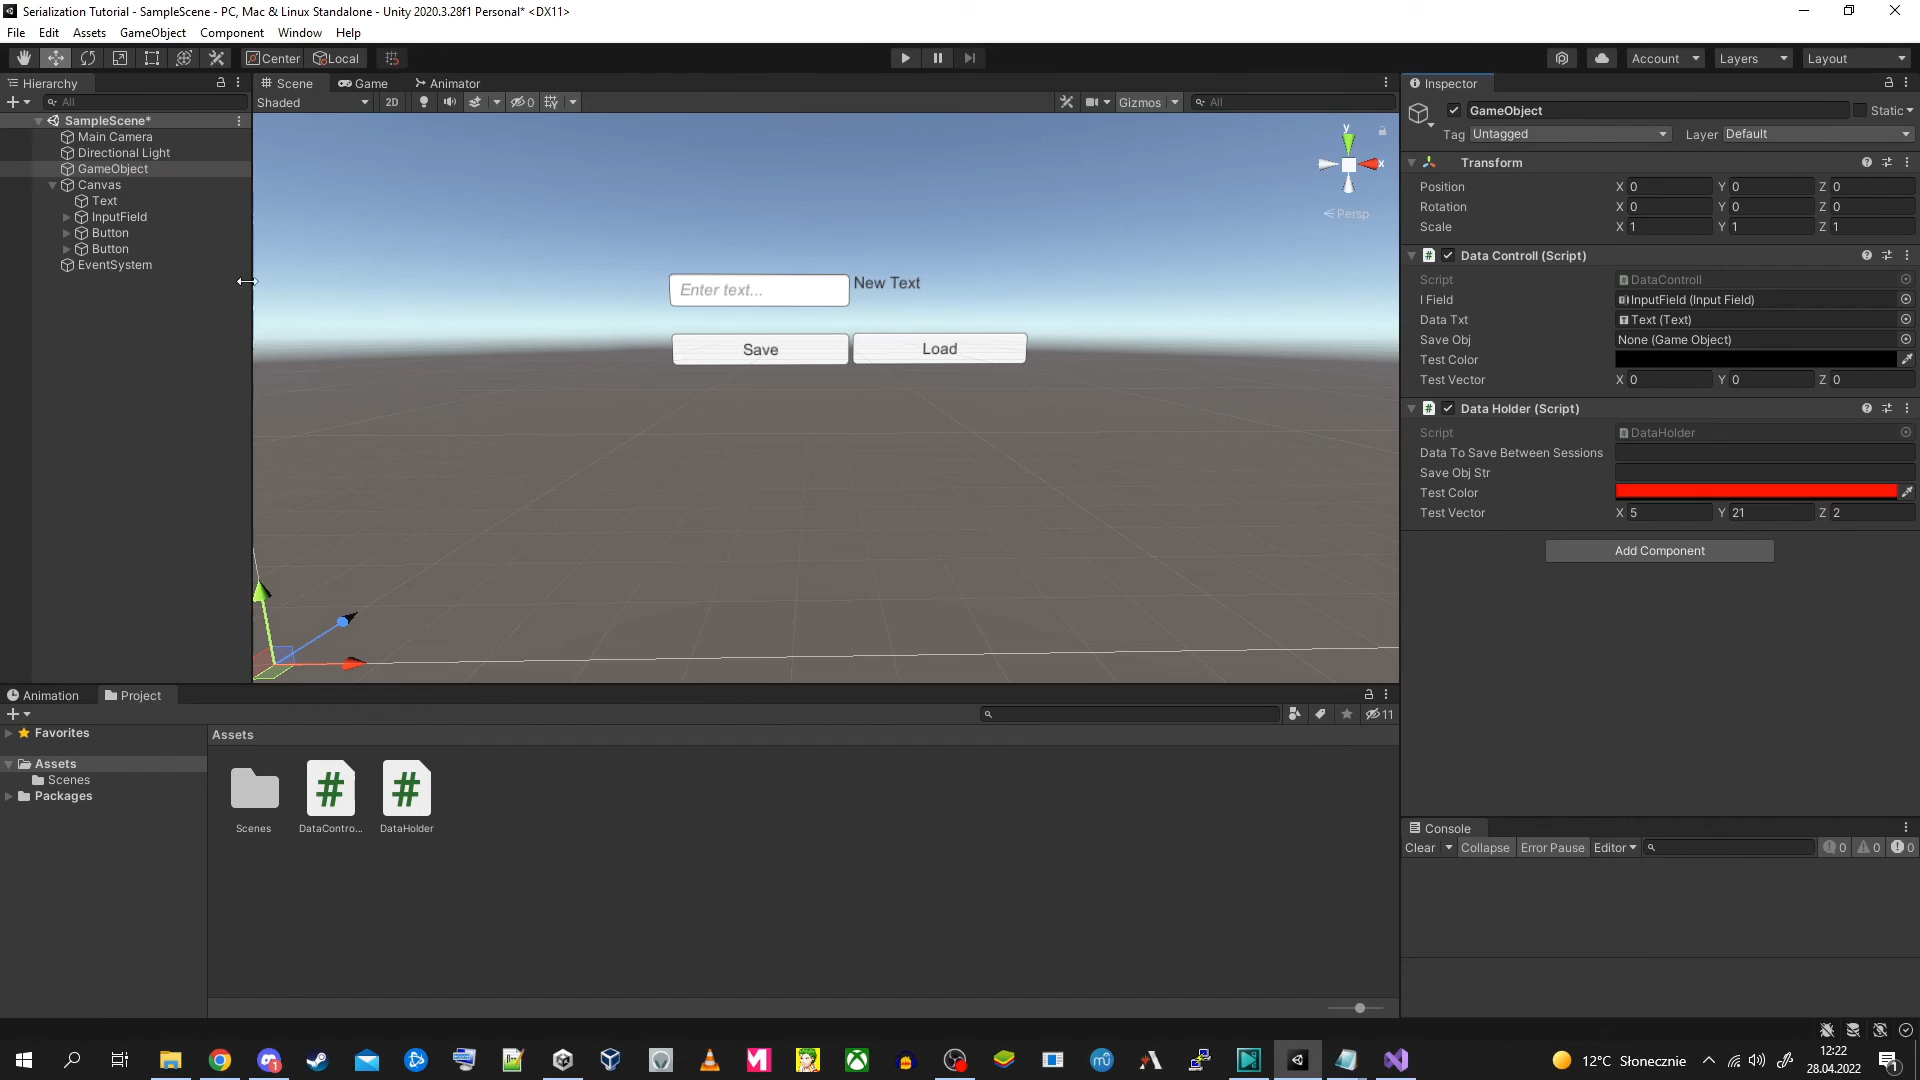 Serialization Tutorial - SampleScene - PC, Mac & Linux Standalone - Unity 2020.3.28f1 Personal* <DX11>
File Edit Assets GameObject Component Window Help
Center Local Account Layers Layout
Hierarchy
All
SampleScene*
Main Camera
Directional Light
GameObject
Canvas
Text
InputField
Button
Button
EventSystem
Scene Game Animator
Shaded 2D 0 Gizmos All
y
x
Persp
Enter text... New Text
Save Load
Inspector
GameObject Static
Tag Untagged Layer Default
Transform
Position X 0 Y 0 Z 0
Rotation X 0 Y 0 Z 0
Scale X 1 Y 1 Z 1
# Data Controll (Script)
Script DataControll
I Field InputField (Input Field)
Data Txt Text (Text)
Save Obj None (Game Object)
Test Color
Test Vector X 0 Y 0 Z 0
# Data Holder (Script)
Script DataHolder
Data To Save Between Sessions
Save Obj Str
Test Color
Test Vector X 5 Y 21 Z 2
Add Component
Animation Project
11
Favorites
Assets
Scenes
Packages
Assets
# #
Scenes DataContro... DataHolder
Console
Clear Collapse Error Pause Editor 0 0 0
12°C Słonecznie
12:22
28.04.2022
1